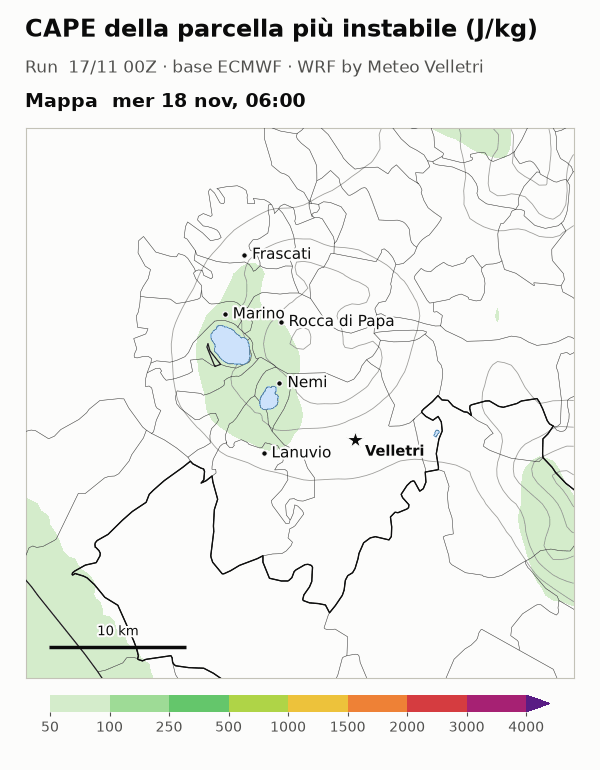 CAPE della parcella più instabile (J/kg)
Run  17/11 00Z · base ECMWF · WRF by Meteo Velletri
Mappa  mer 18 nov, 06:00
Frascati
Marino
Rocca di Papa
Nemi
Velletri
Lanuvio
10 km
50 100 250 500 1000 1500 2000 3000 4000